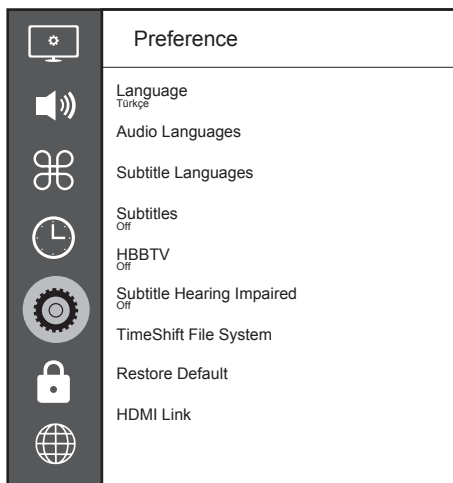 Preference
Language
Türkçe
Audio Languages
Subtitle Languages
Subtitles
Off
HBBTV
Off
Subtitle Hearing Impaired
Off
TimeShift File System
Restore Default
HDMI Link